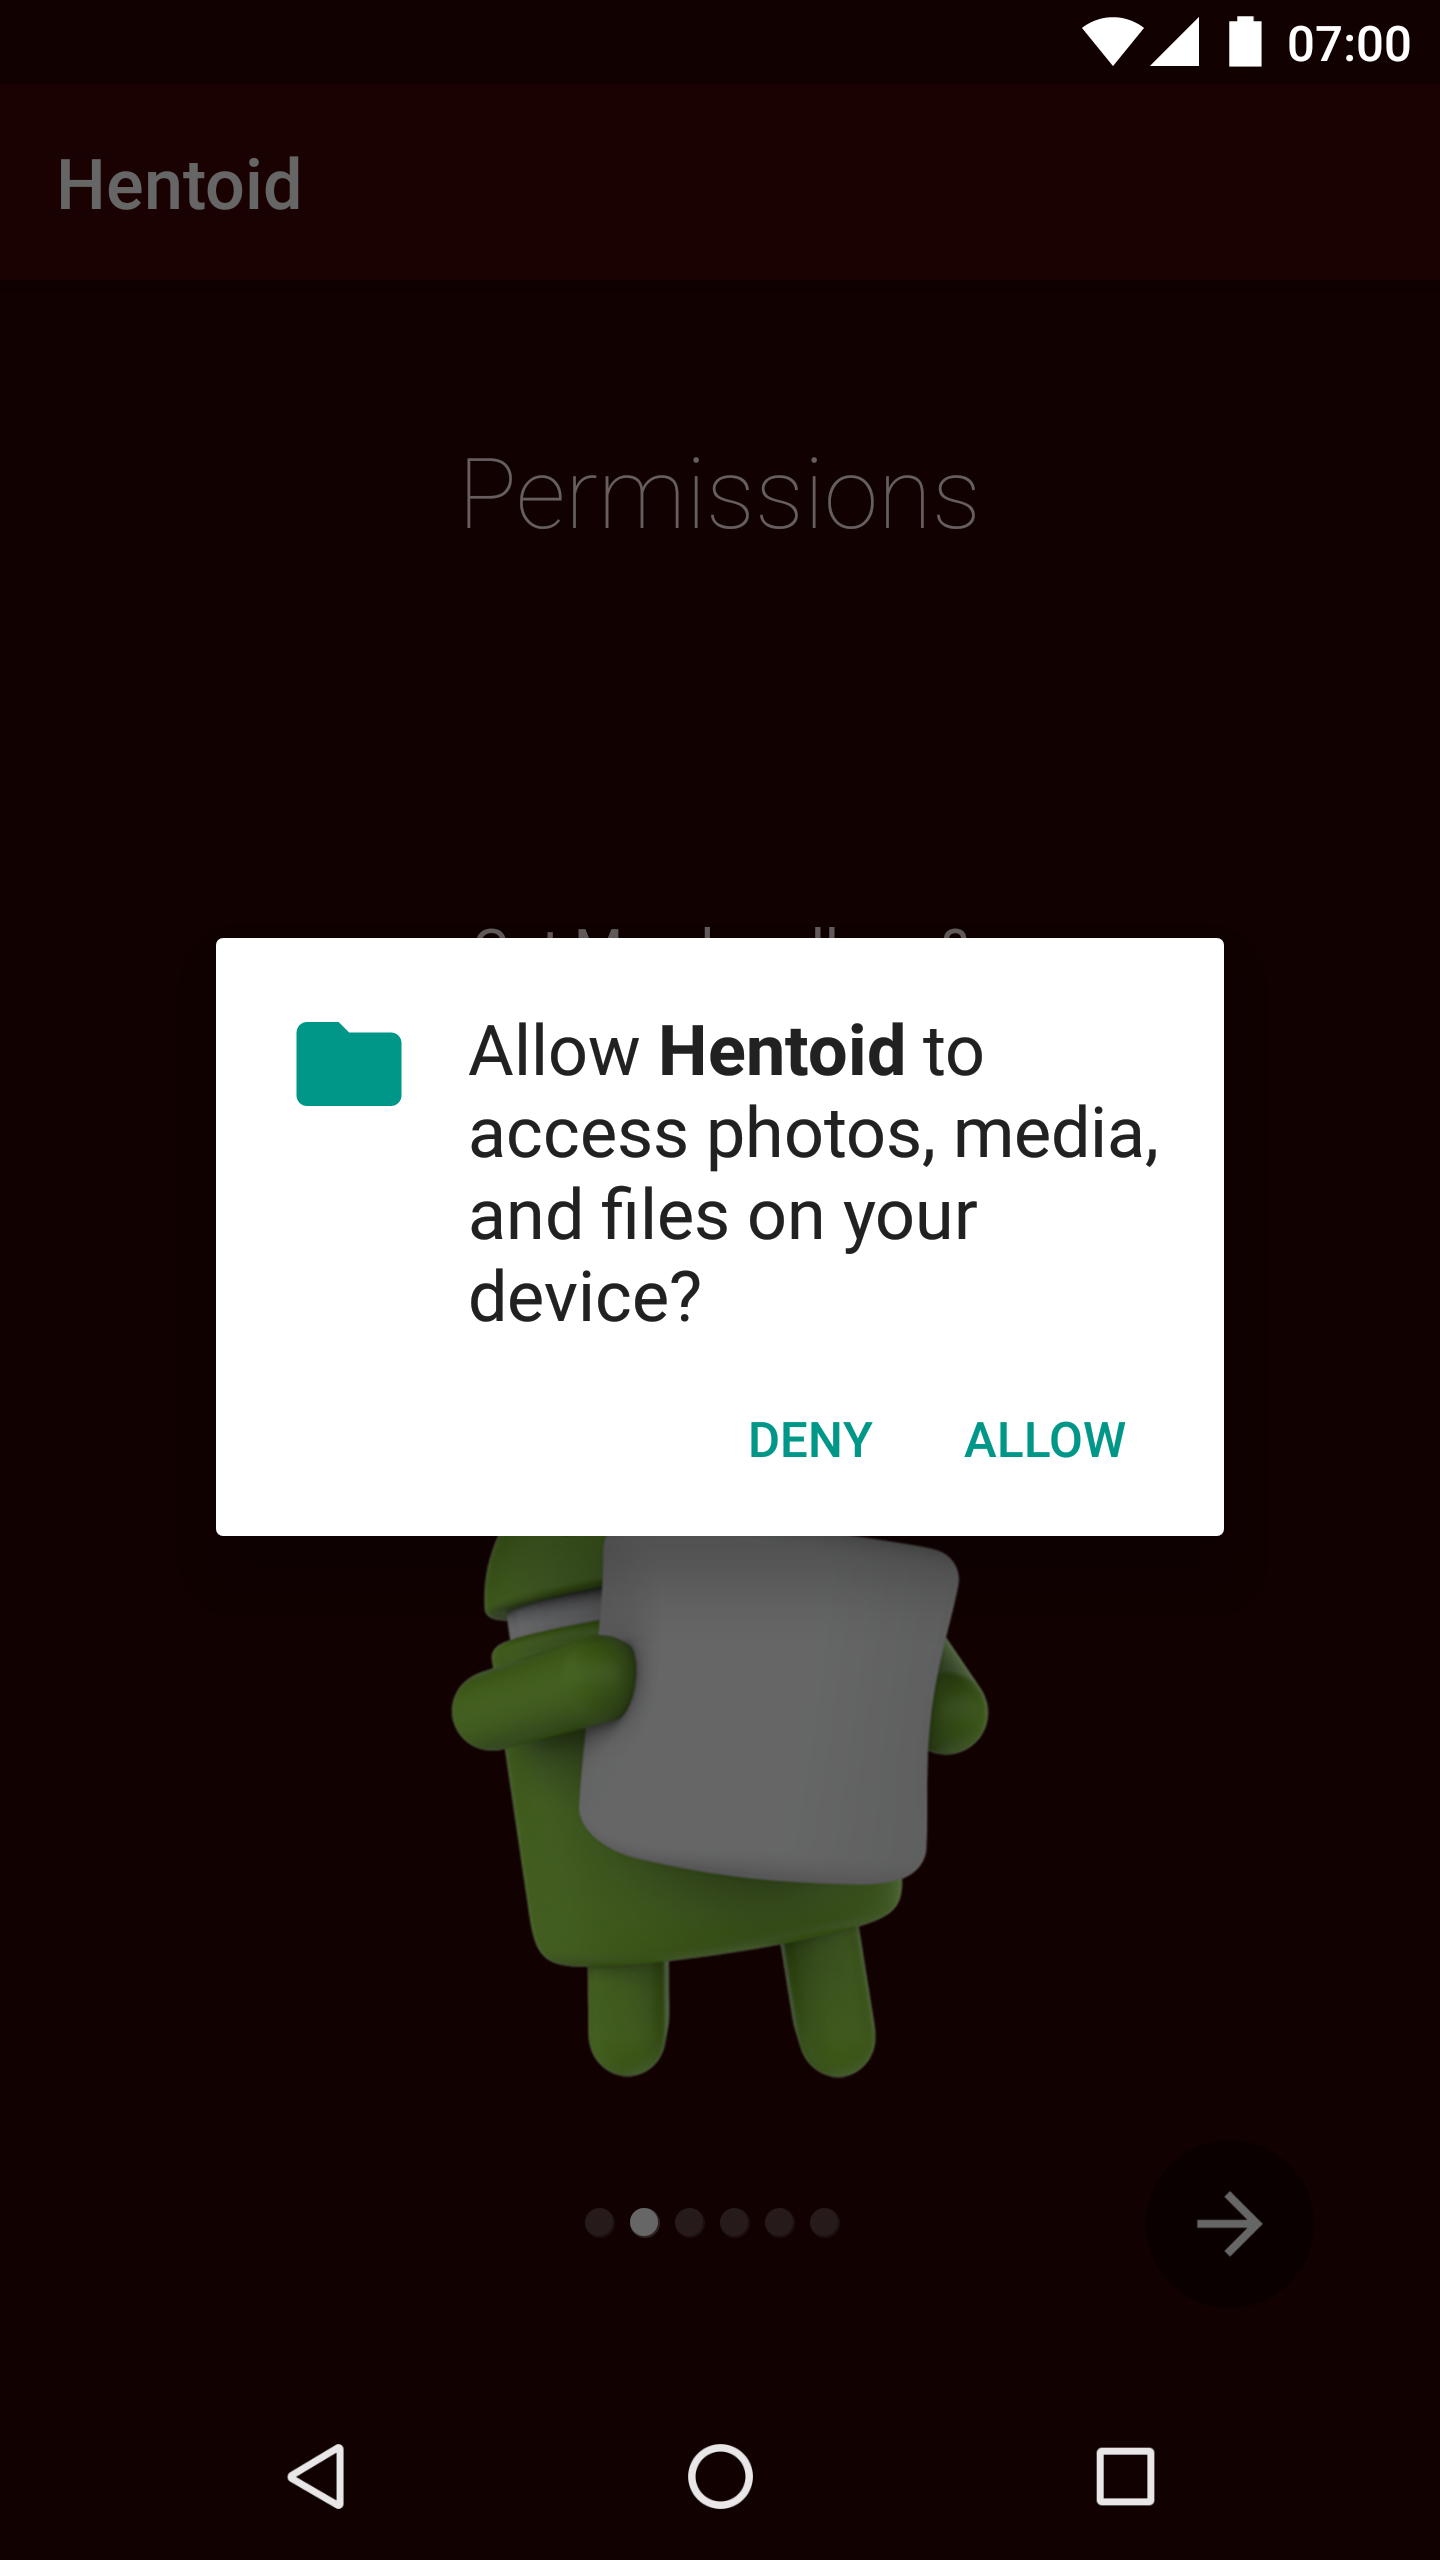 07:00
Hentoid
Permissions
Allow Hentoid to
access photos, media,
and files on your
device?
DENY ALLOW